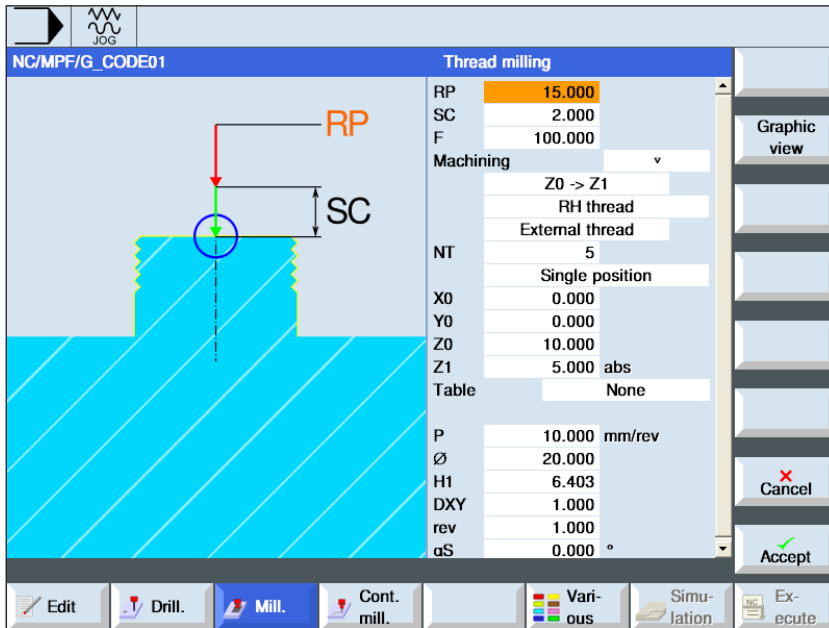 JOG
NC/MPF/G_CODE01
Thread milling
RP
SC
RP 15.000
SC 2.000
F 100.000
Machining ∇
Z0 -> Z1
RH thread
External thread
NT 5
Single position
X0 0.000
Y0 0.000
Z0 10.000
Z1 5.000 abs
Table None
P 10.000 mm/rev
Ø 20.000
H1 6.403
DXY 1.000
rev 1.000
αS 0.000 °
Graphic
view
Cancel
Accept
Edit
Drill.
Mill.
Cont.
mill.
Vari-
ous
Simu-
lation
NC
Ex-
ecute